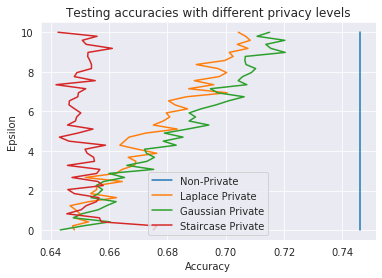 Testing accuracies with different privacy levels
10
8
6
4
2
0
Epsilon
Non-Private
Laplace Private
Gaussian Private
Staircase Private
0.64
0.66
0.68
0.70
0.72
0.74
Accuracy